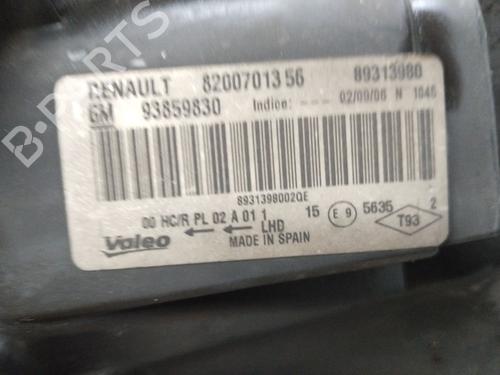 RENAULT 8200701356 89313980
GM 93859830 Indice: --- 02/09/06 N 1045
8931398002QE
00 HC/R PL 02 A 01 1 15 E 9 5635 2
Valeo LHD T93
MADE IN SPAIN
B-PARTS